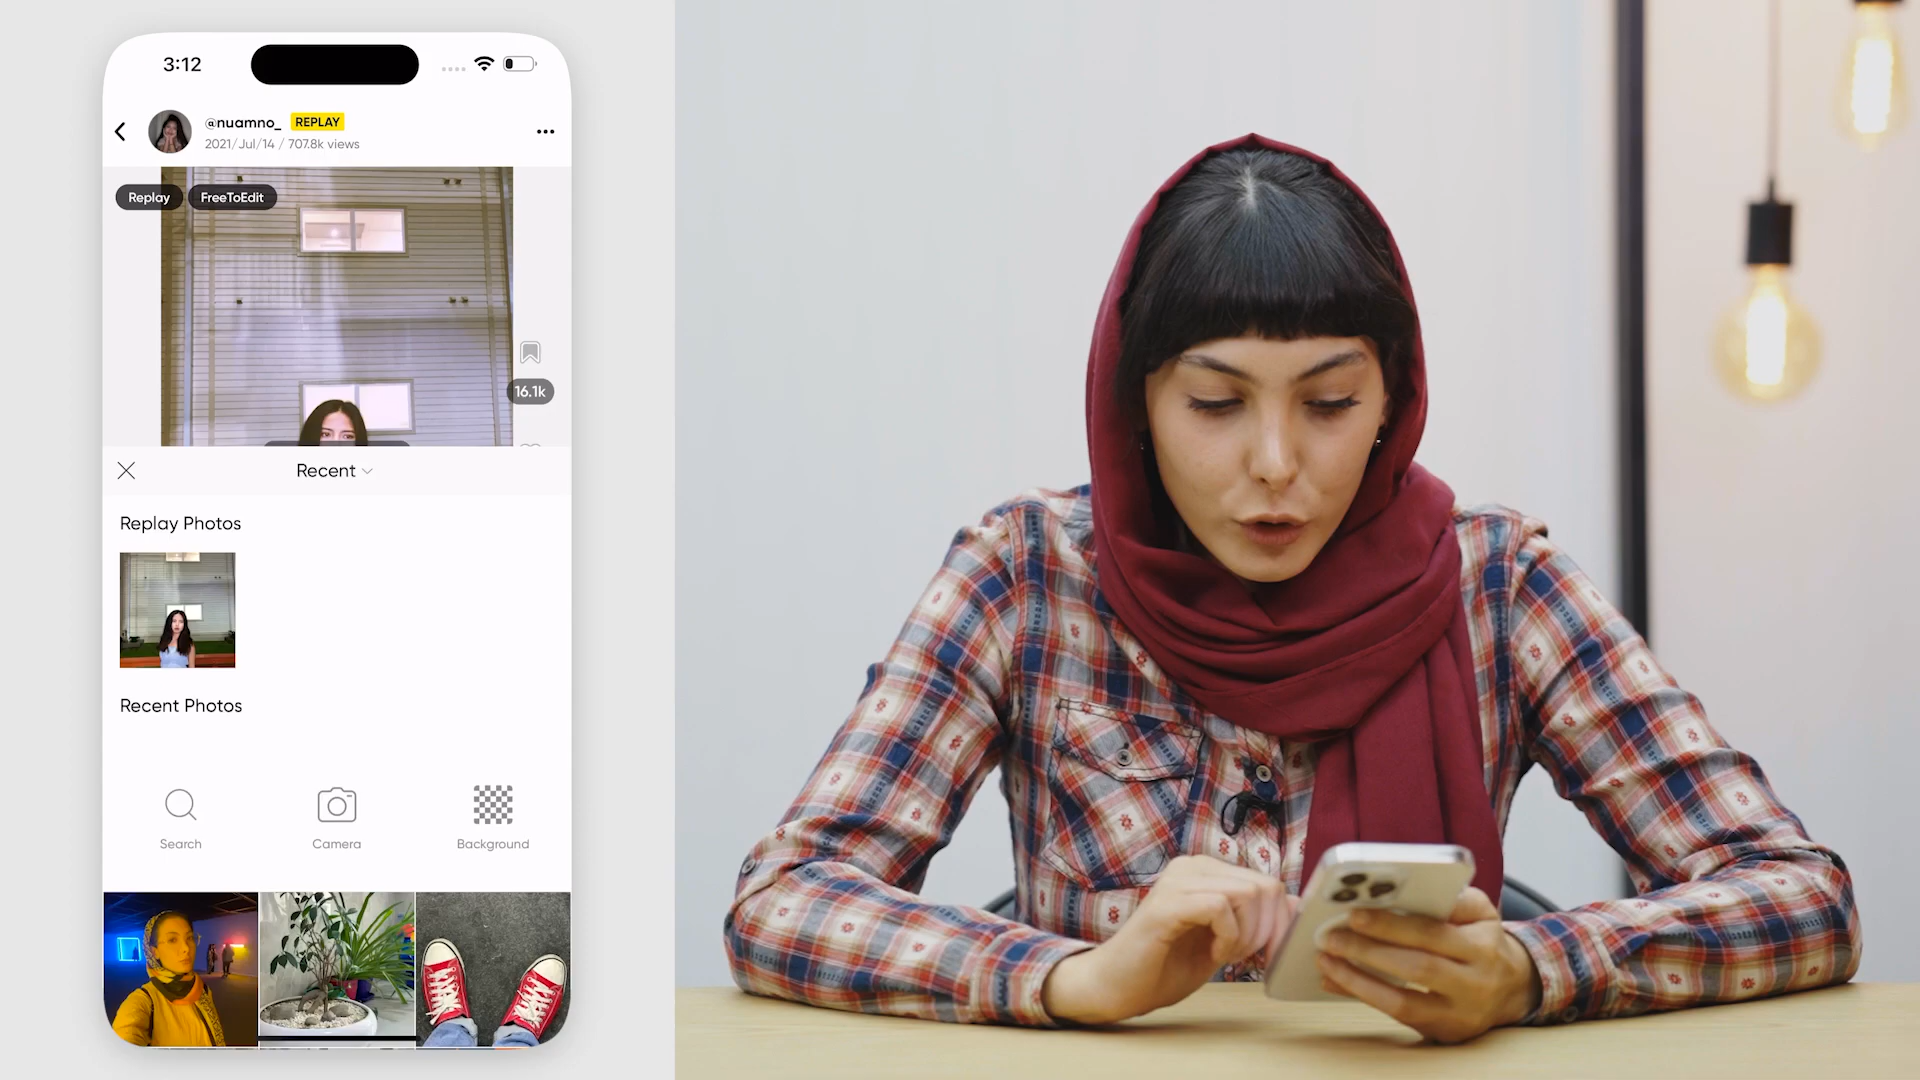 3:12
@nuamno_ REPLAY
2021/Jul/14 / 707.8k views
Replay FreeToEdit
16.1k
Recent
Replay Photos
Recent Photos
Search Camera Background